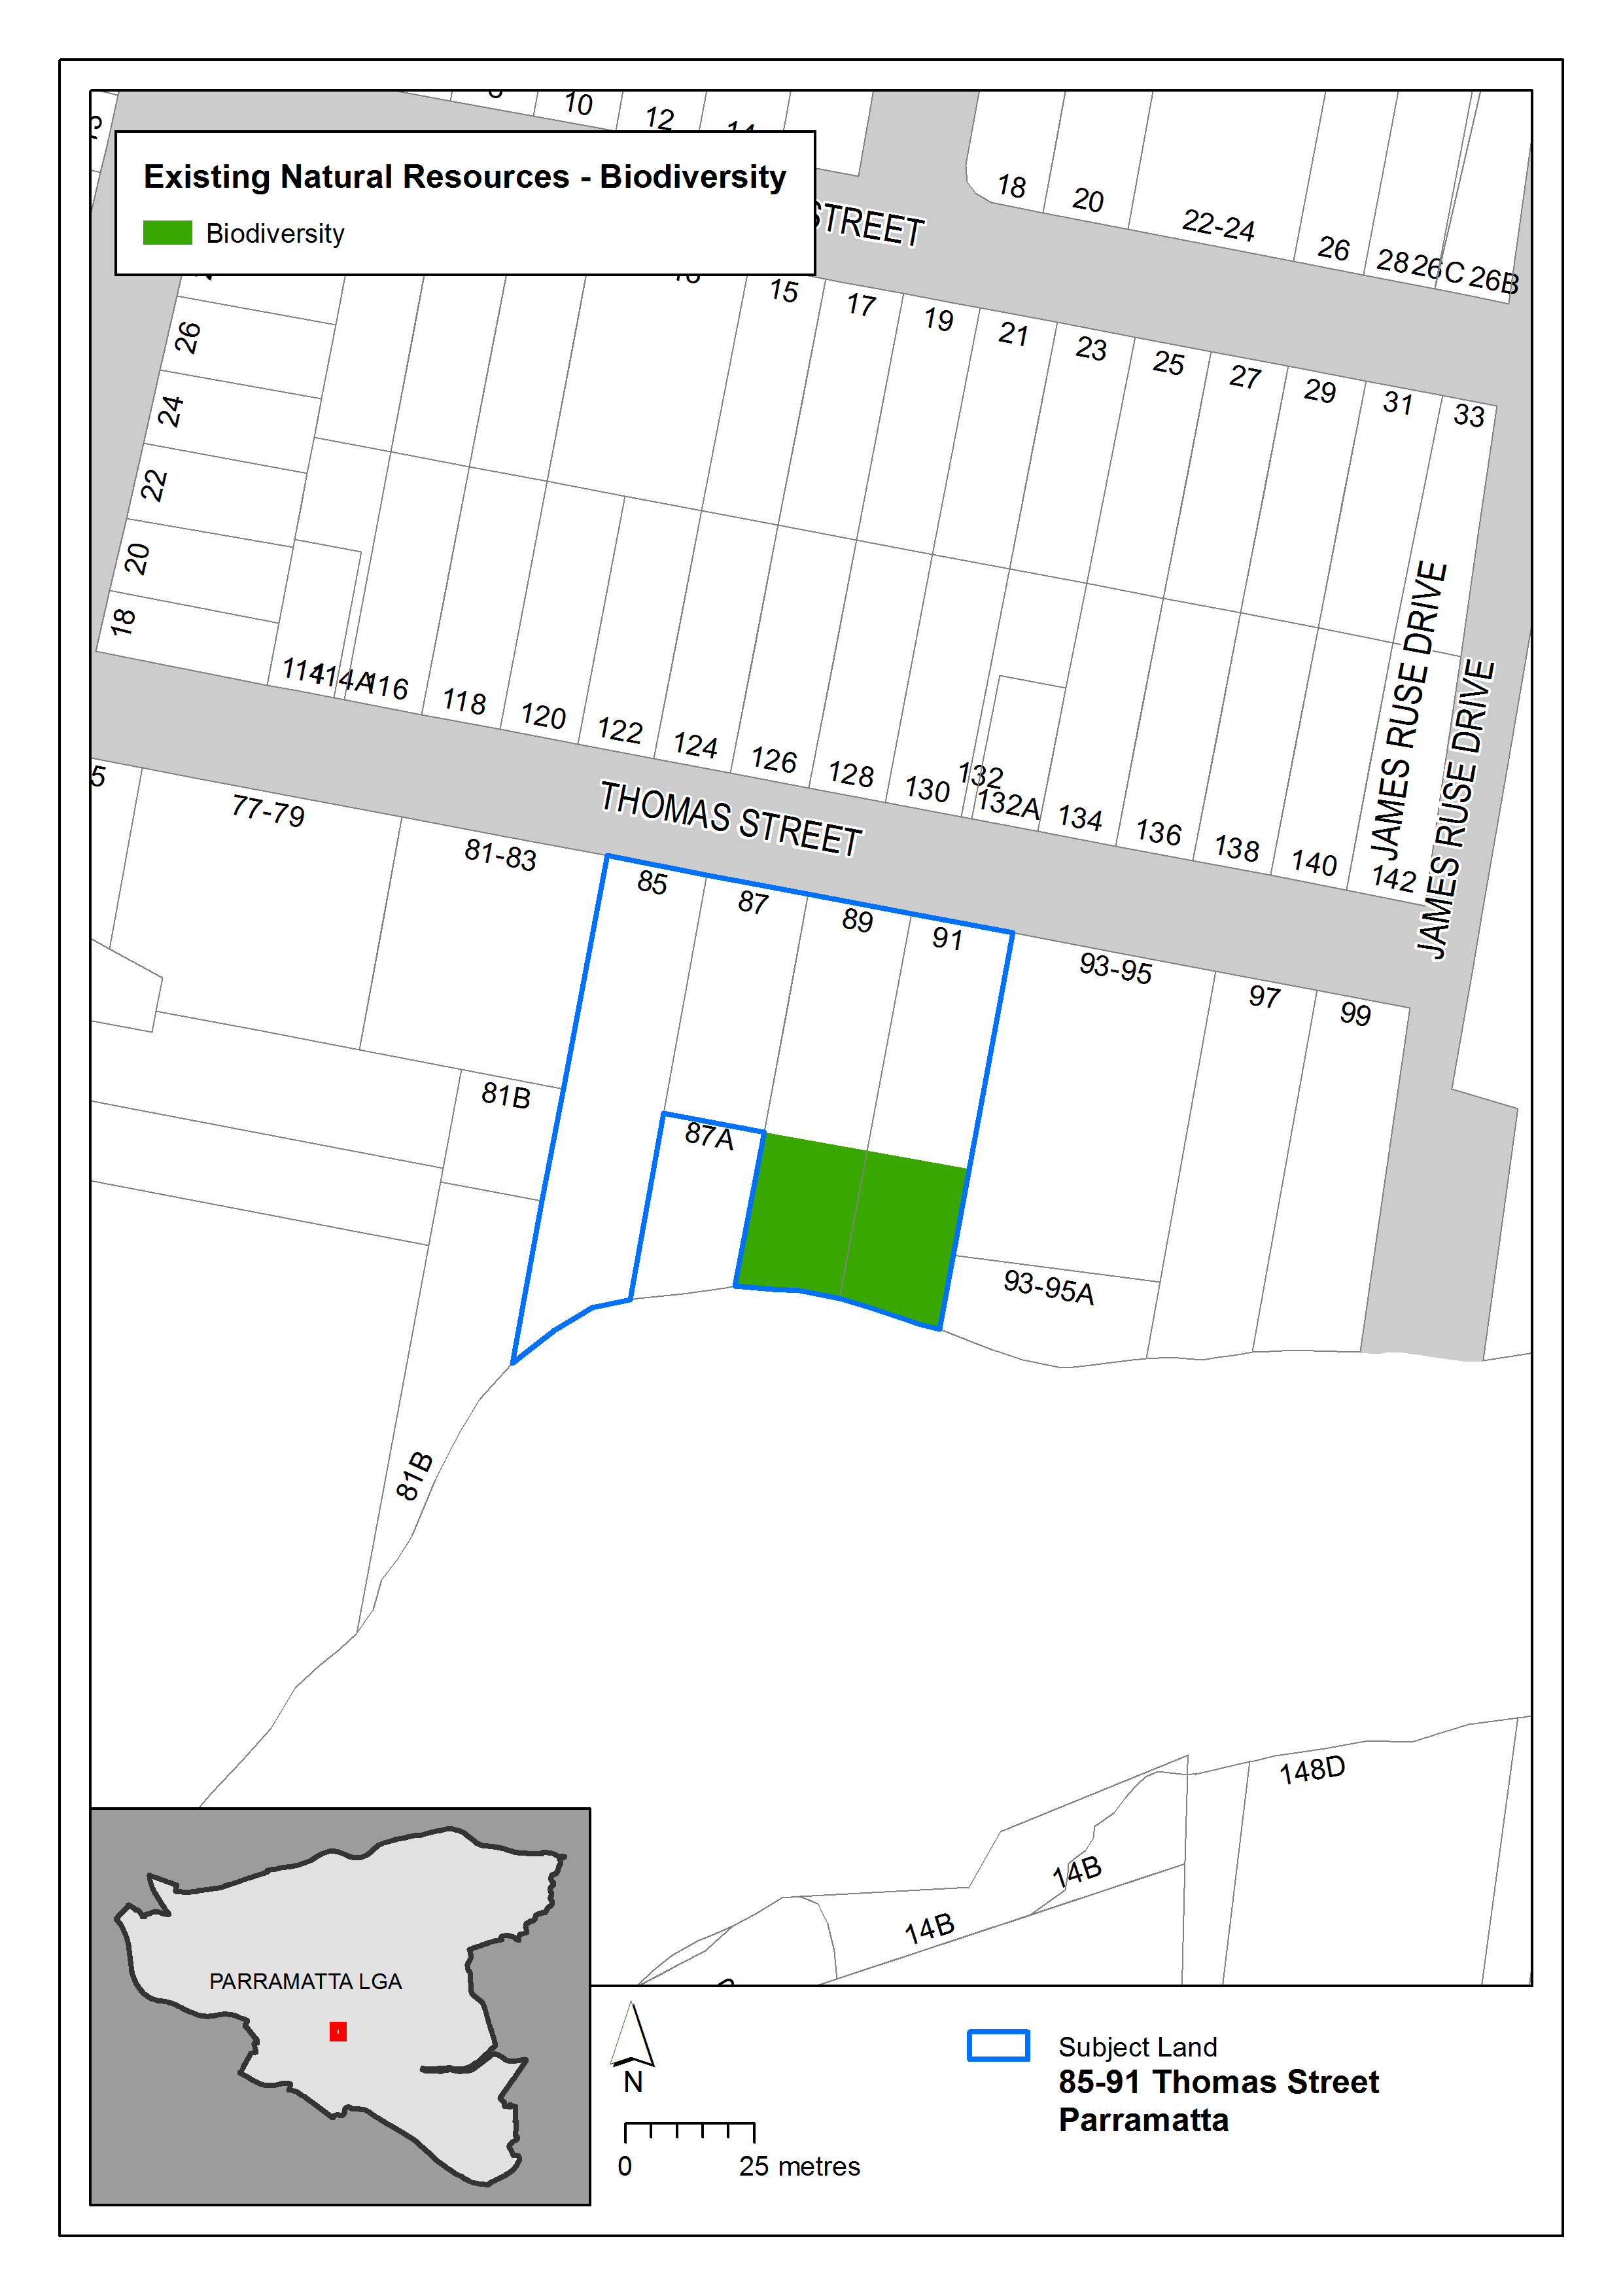 10
12
14
Existing Natural Resources - Biodiversity
Biodiversity
STREET
18
20
22-24
26
28
26C
26B
15
17
19
21
23
25
27
29
31
33
26
24
22
20
18
JAMES RUSE DRIVE
JAMES RUSE DRIVE
114
114A
116
118
120
122
124
126
128
130
132
132A
134
136
138
140
142
THOMAS STREET
5
77-79
81-83
85
87
89
91
93-95
97
99
81B
87A
93-95A
81B
148D
14B
14B
PARRAMATTA LGA
N
0
25 metres
Subject Land
85-91 Thomas Street
Parramatta